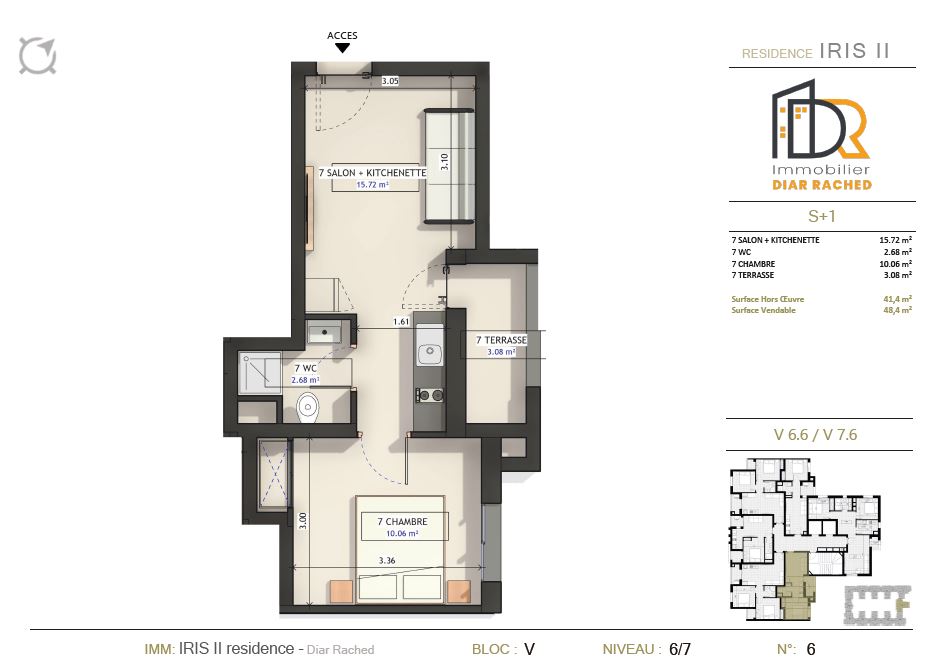 ACCES
3.05
3.10
7 SALON + KITCHENETTE
15.72 m²
1.61
7 TERRASSE
3.08 m²
7 WC
2.68 m²
3.00
7 CHAMBRE
10.06 m²
3.36
RESIDENCE IRIS II
DR
Immobilier
DIAR RACHED
S+1
7 SALON + KITCHENETTE 15.72 m²
7 WC 2.68 m²
7 CHAMBRE 10.06 m²
7 TERRASSE 3.08 m²
Surface Hors Œuvre 41,4 m²
Surface Vendable 48,4 m²
V 6.6 / V 7.6
IMM: IRIS II residence - Diar Rached BLOC : V NIVEAU : 6/7 N°: 6